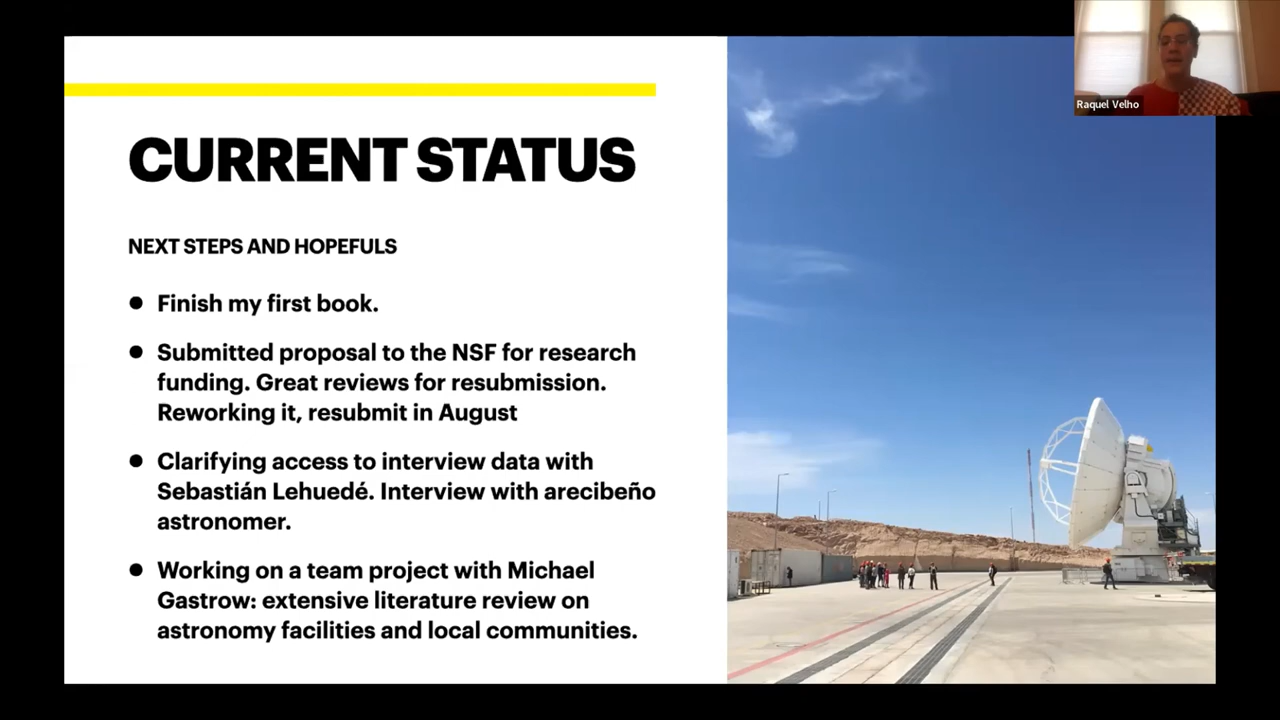 CURRENT STATUS
NEXT STEPS AND HOPEFULS
● Finish my first book.
● Submitted proposal to the NSF for research
funding. Great reviews for resubmission.
Reworking it, resubmit in August
● Clarifying access to interview data with
Sebastián Lehuedé. Interview with arecibeño
astronomer.
● Working on a team project with Michael
Gastrow: extensive literature review on
astronomy facilities and local communities.
Raquel Velho